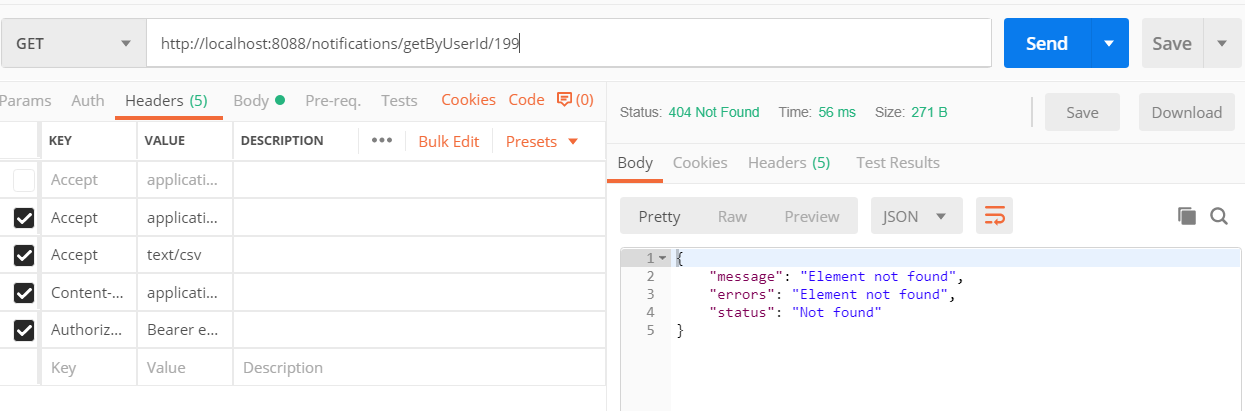 GET http://localhost:8088/notifications/getByUserId/199 Send Save
Params Auth Headers (5) Body Pre-req. Tests Cookies Code (0)
KEY VALUE DESCRIPTION ••• Bulk Edit Presets
Accept applicati...
Accept applicati...
Accept text/csv
Content-... applicati...
Authoriz... Bearer e...
Key Value Description
Status: 404 Not Found Time: 56 ms Size: 271 B Save Download
Body Cookies Headers (5) Test Results
Pretty Raw Preview JSON
1 {
2 "message": "Element not found",
3 "errors": "Element not found",
4 "status": "Not found"
5 }